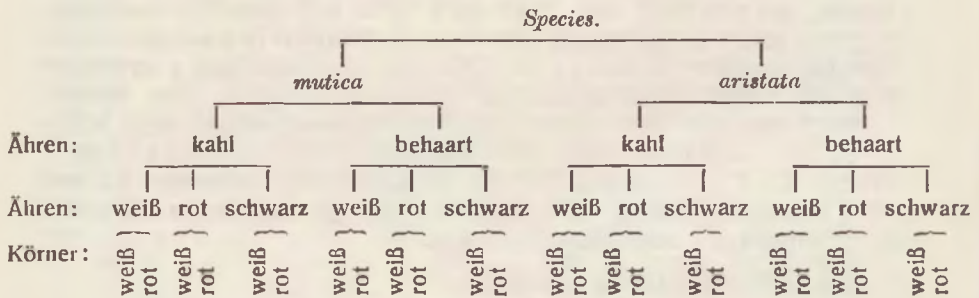 Species.
mutica aristata
Ähren: kahl behaart kahl behaart
Ähren: weiß rot schwarz weiß rot schwarz weiß rot schwarz weiß rot schwarz
Körner: weiß rot weiß rot weiß rot weiß rot weiß rot weiß rot weiß rot weiß rot weiß rot weiß rot weiß rot weiß rot